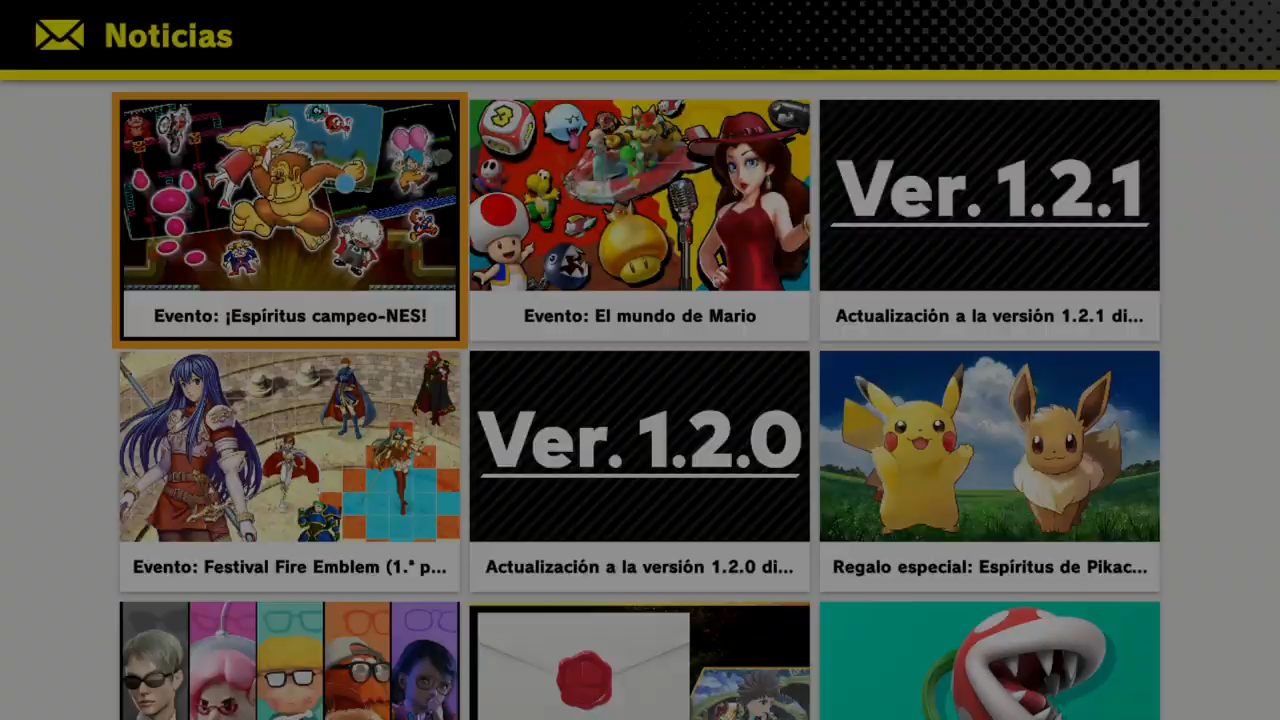 Noticias
Ver. 1.2.1
Evento: ¡Espíritus campeo-NES!
Evento: El mundo de Mario
Actualización a la versión 1.2.1 di...
Ver. 1.2.0
Evento: Festival Fire Emblem (1.ª p...
Actualización a la versión 1.2.0 di...
Regalo especial: Espíritus de Pikac...